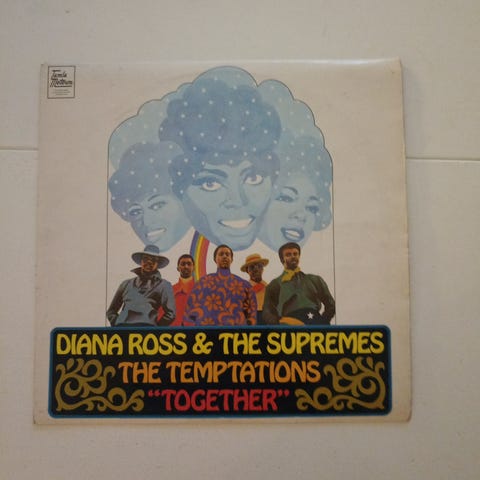 Tamla
Motown
DIANA ROSS & THE SUPREMES
THE TEMPTATIONS
"TOGETHER"